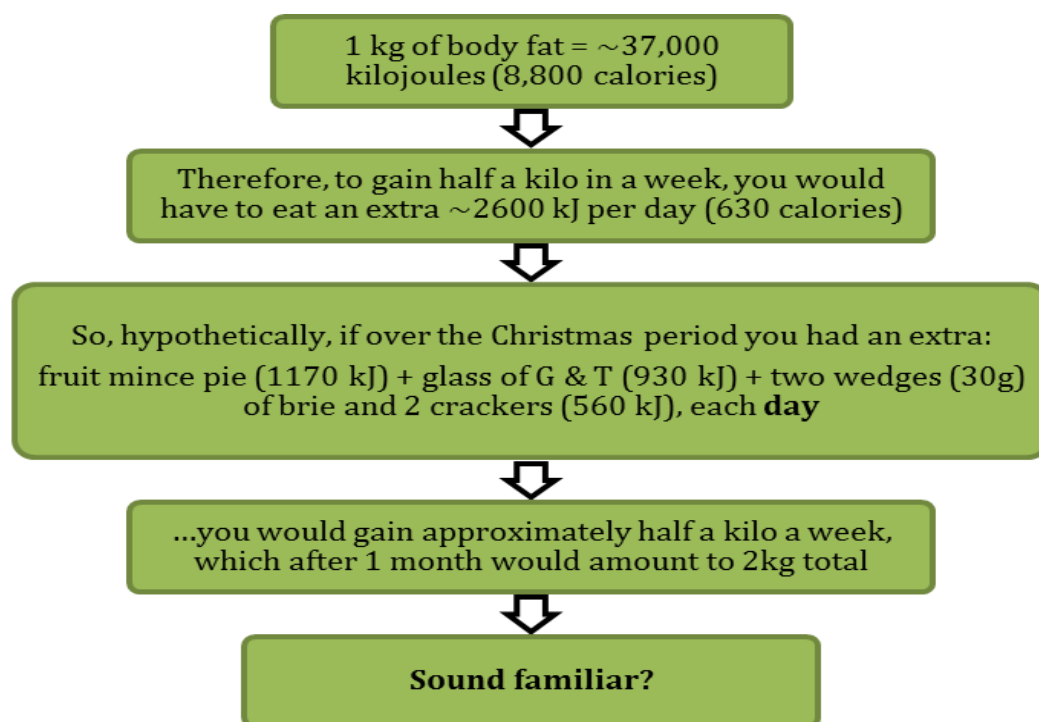 1 kg of body fat = ~37,000
kilojoules (8,800 calories)
Therefore, to gain half a kilo in a week, you would
have to eat an extra ~2600 kJ per day (630 calories)
So, hypothetically, if over the Christmas period you had an extra:
fruit mince pie (1170 kJ) + glass of G & T (930 kJ) + two wedges (30g)
of brie and 2 crackers (560 kJ), each day
...you would gain approximately half a kilo a week,
which after 1 month would amount to 2kg total
Sound familiar?